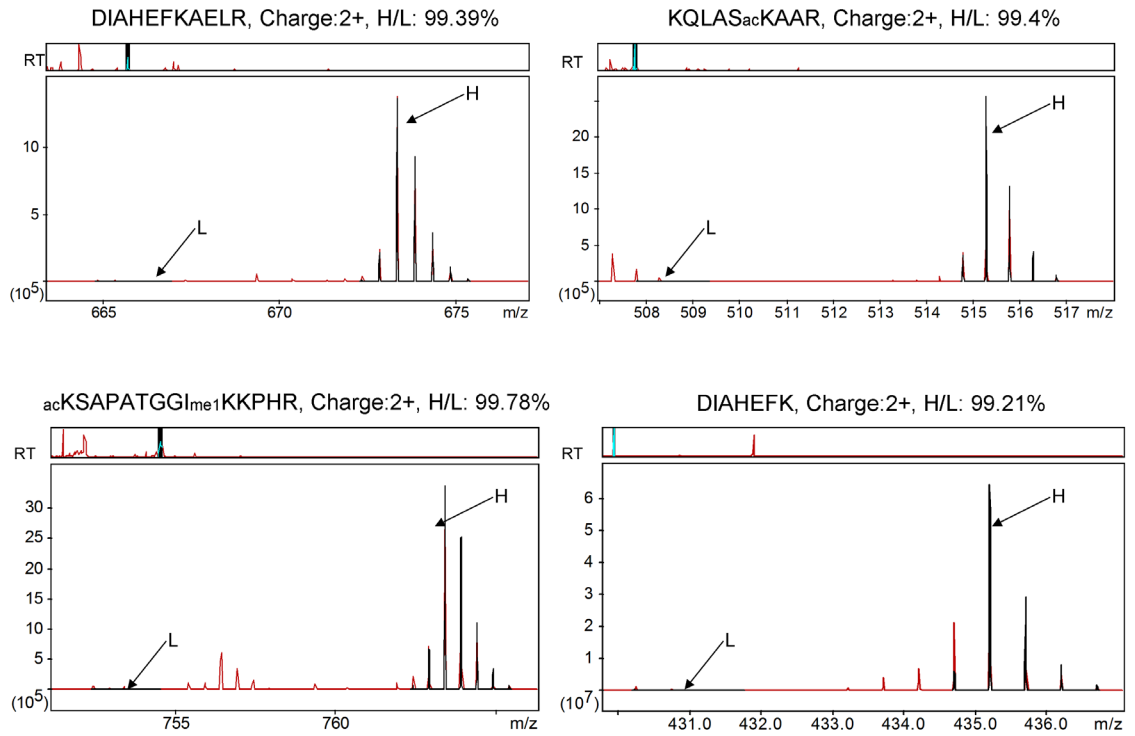 DIAHEFKAELR, Charge:2+, H/L: 99.39%
RT
H
10
L
5
(10⁵)
665 670 675 m/z
KQLASacKAAR, Charge:2+, H/L: 99.4%
RT
H
20
15
10
L
5
(10⁵)
508 509 510 511 512 513 514 515 516 517 m/z
acKSAPATGGIme1KKPHR, Charge:2+, H/L: 99.78%
RT
H
30
25
20
15
10
L
5
(10⁵)
755 760 m/z
DIAHEFK, Charge:2+, H/L: 99.21%
RT
H
6
5
4
3
2
L
1
(10⁷)
431.0 432.0 433.0 434.0 435.0 436.0 m/z